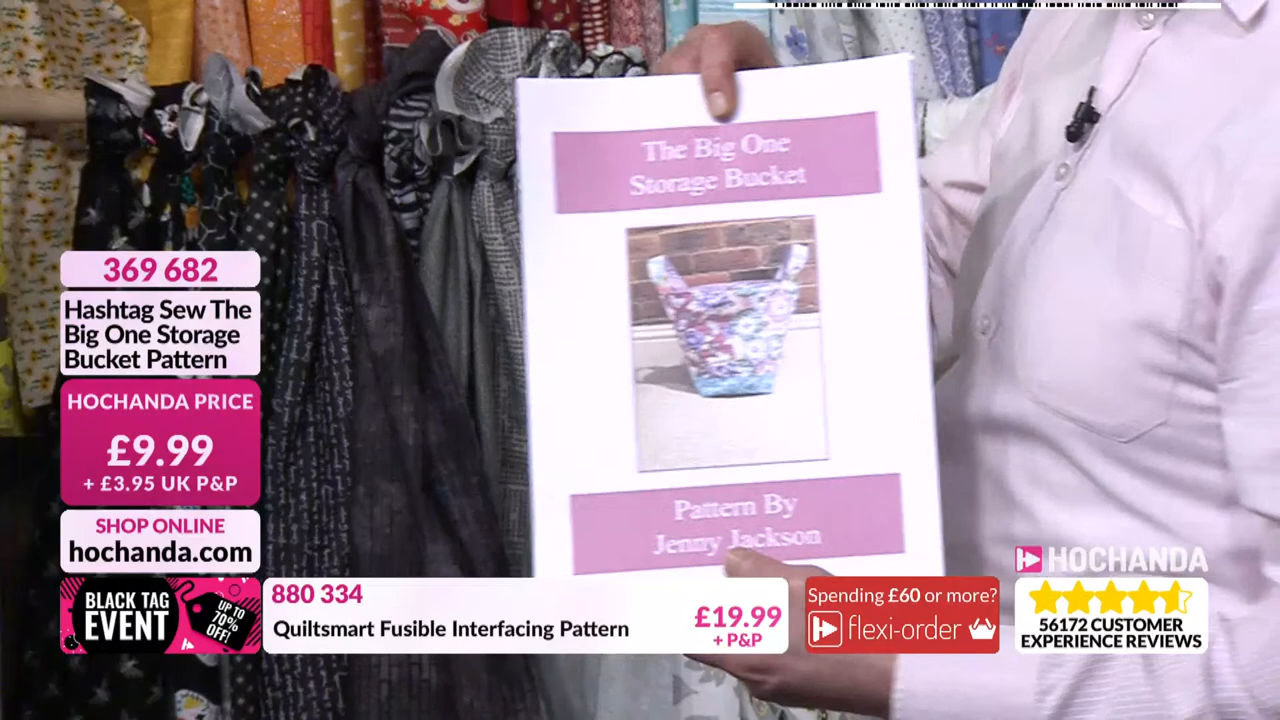 The Big One
Storage Bucket
Pattern By
Jenny Jackson
369 682
Hashtag Sew The
Big One Storage
Bucket Pattern
HOCHANDA PRICE
£9.99
+ £3.95 UK P&P
SHOP ONLINE
hochanda.com
BLACK TAG
EVENT
UP TO
70%
OFF!
880 334
Quiltsmart Fusible Interfacing Pattern
£19.99
+ P&P
Spending £60 or more?
flexi-order
HOCHANDA
56172 CUSTOMER
EXPERIENCE REVIEWS